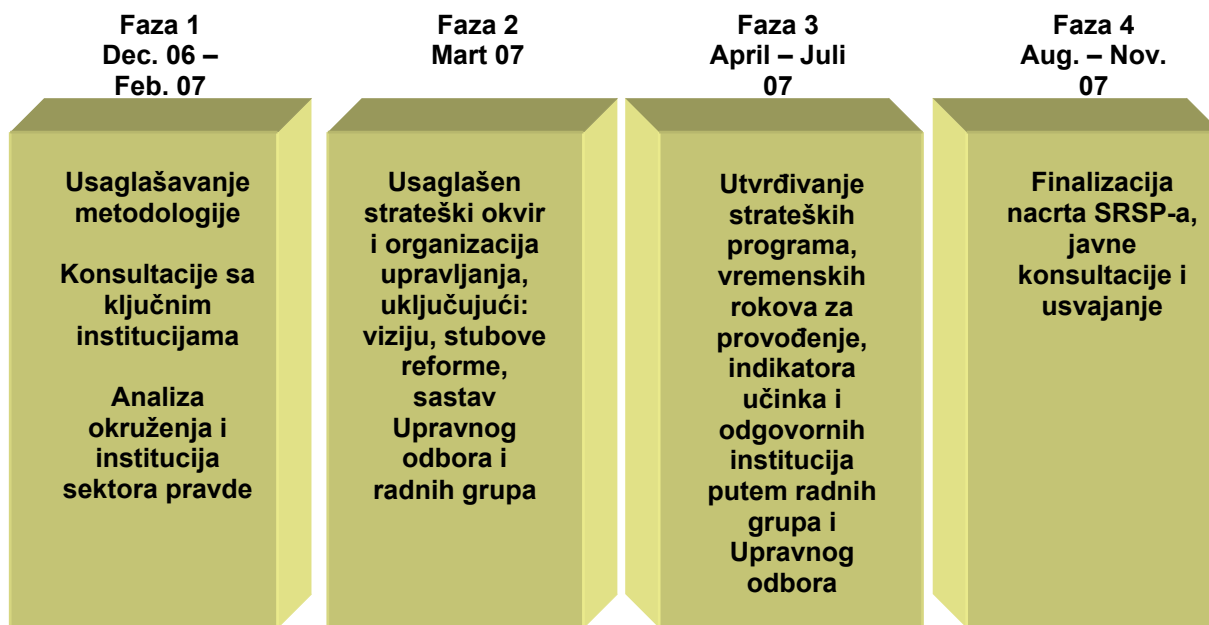 Faza 1
Dec. 06 –
Feb. 07
Usaglašavanje
metodologije
Konsultacije sa
ključnim
institucijama
Analiza
okruženja i
institucija
sektora pravde
Faza 2
Mart 07
Usaglašen
strateški okvir
i organizacija
upravljanja,
uključujući:
viziju, stubove
reforme,
sastav
Upravnog
odbora i
radnih grupa
Faza 3
April – Juli
07
Utvrđivanje
strateških
programa,
vremenskih
rokova za
provođenje,
indikatora
učinka i
odgovornih
institucija
putem radnih
grupa i
Upravnog
odbora
Faza 4
Aug. – Nov.
07
Finalizacija
nacrta SRSP-a,
javne
konsultacije i
usvajanje